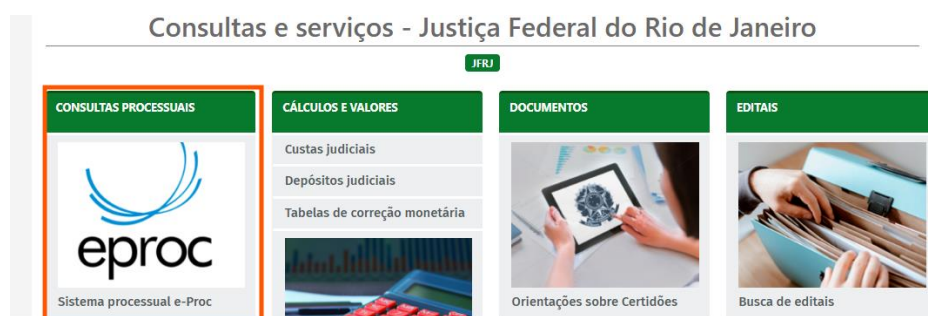 Consultas e serviços - Justiça Federal do Rio de Janeiro
JFRJ
CONSULTAS PROCESSUAIS
eproc
Sistema processual e-Proc
CÁLCULOS E VALORES
Custas judiciais
Depósitos judiciais
Tabelas de correção monetária
DOCUMENTOS
Orientações sobre Certidões
EDITAIS
Busca de editais